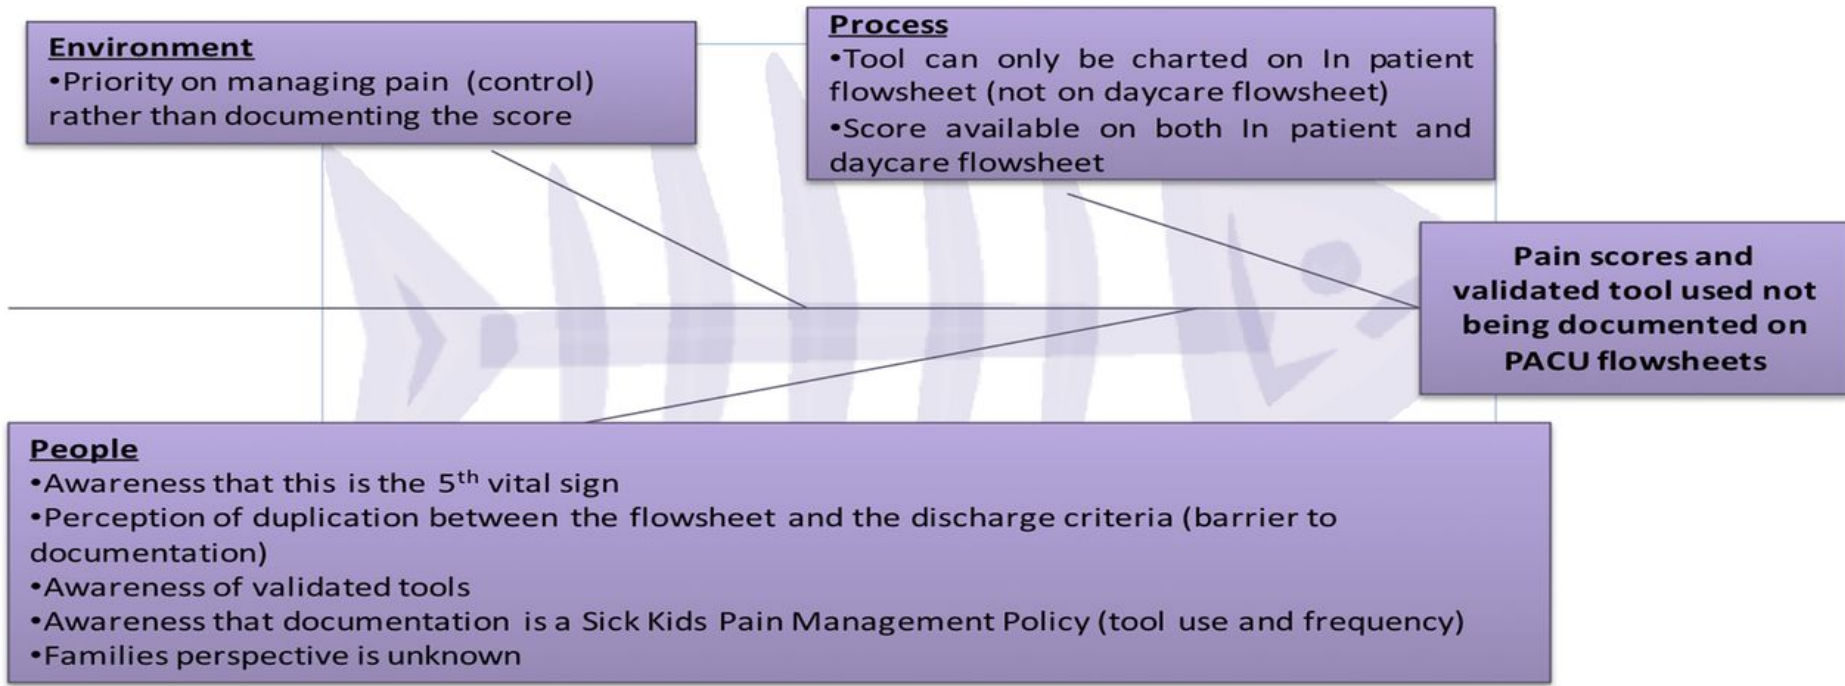 Environment
•Priority on managing pain (control)
rather than documenting the score
Process
•Tool can only be charted on In patient
flowsheet (not on daycare flowsheet)
•Score available on both In patient and
daycare flowsheet
Pain scores and
validated tool used not
being documented on
PACU flowsheets
People
•Awareness that this is the 5th vital sign
•Perception of duplication between the flowsheet and the discharge criteria (barrier to
documentation)
•Awareness of validated tools
•Awareness that documentation is a Sick Kids Pain Management Policy (tool use and frequency)
•Families perspective is unknown